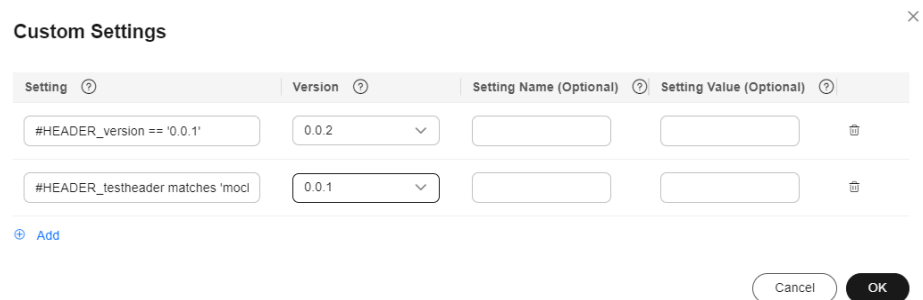 Custom Settings
Setting ? Version ? Setting Name (Optional) ? Setting Value (Optional) ?
#HEADER_version == '0.0.1' 0.0.2
#HEADER_testheader matches 'mocl 0.0.1
Add
Cancel OK